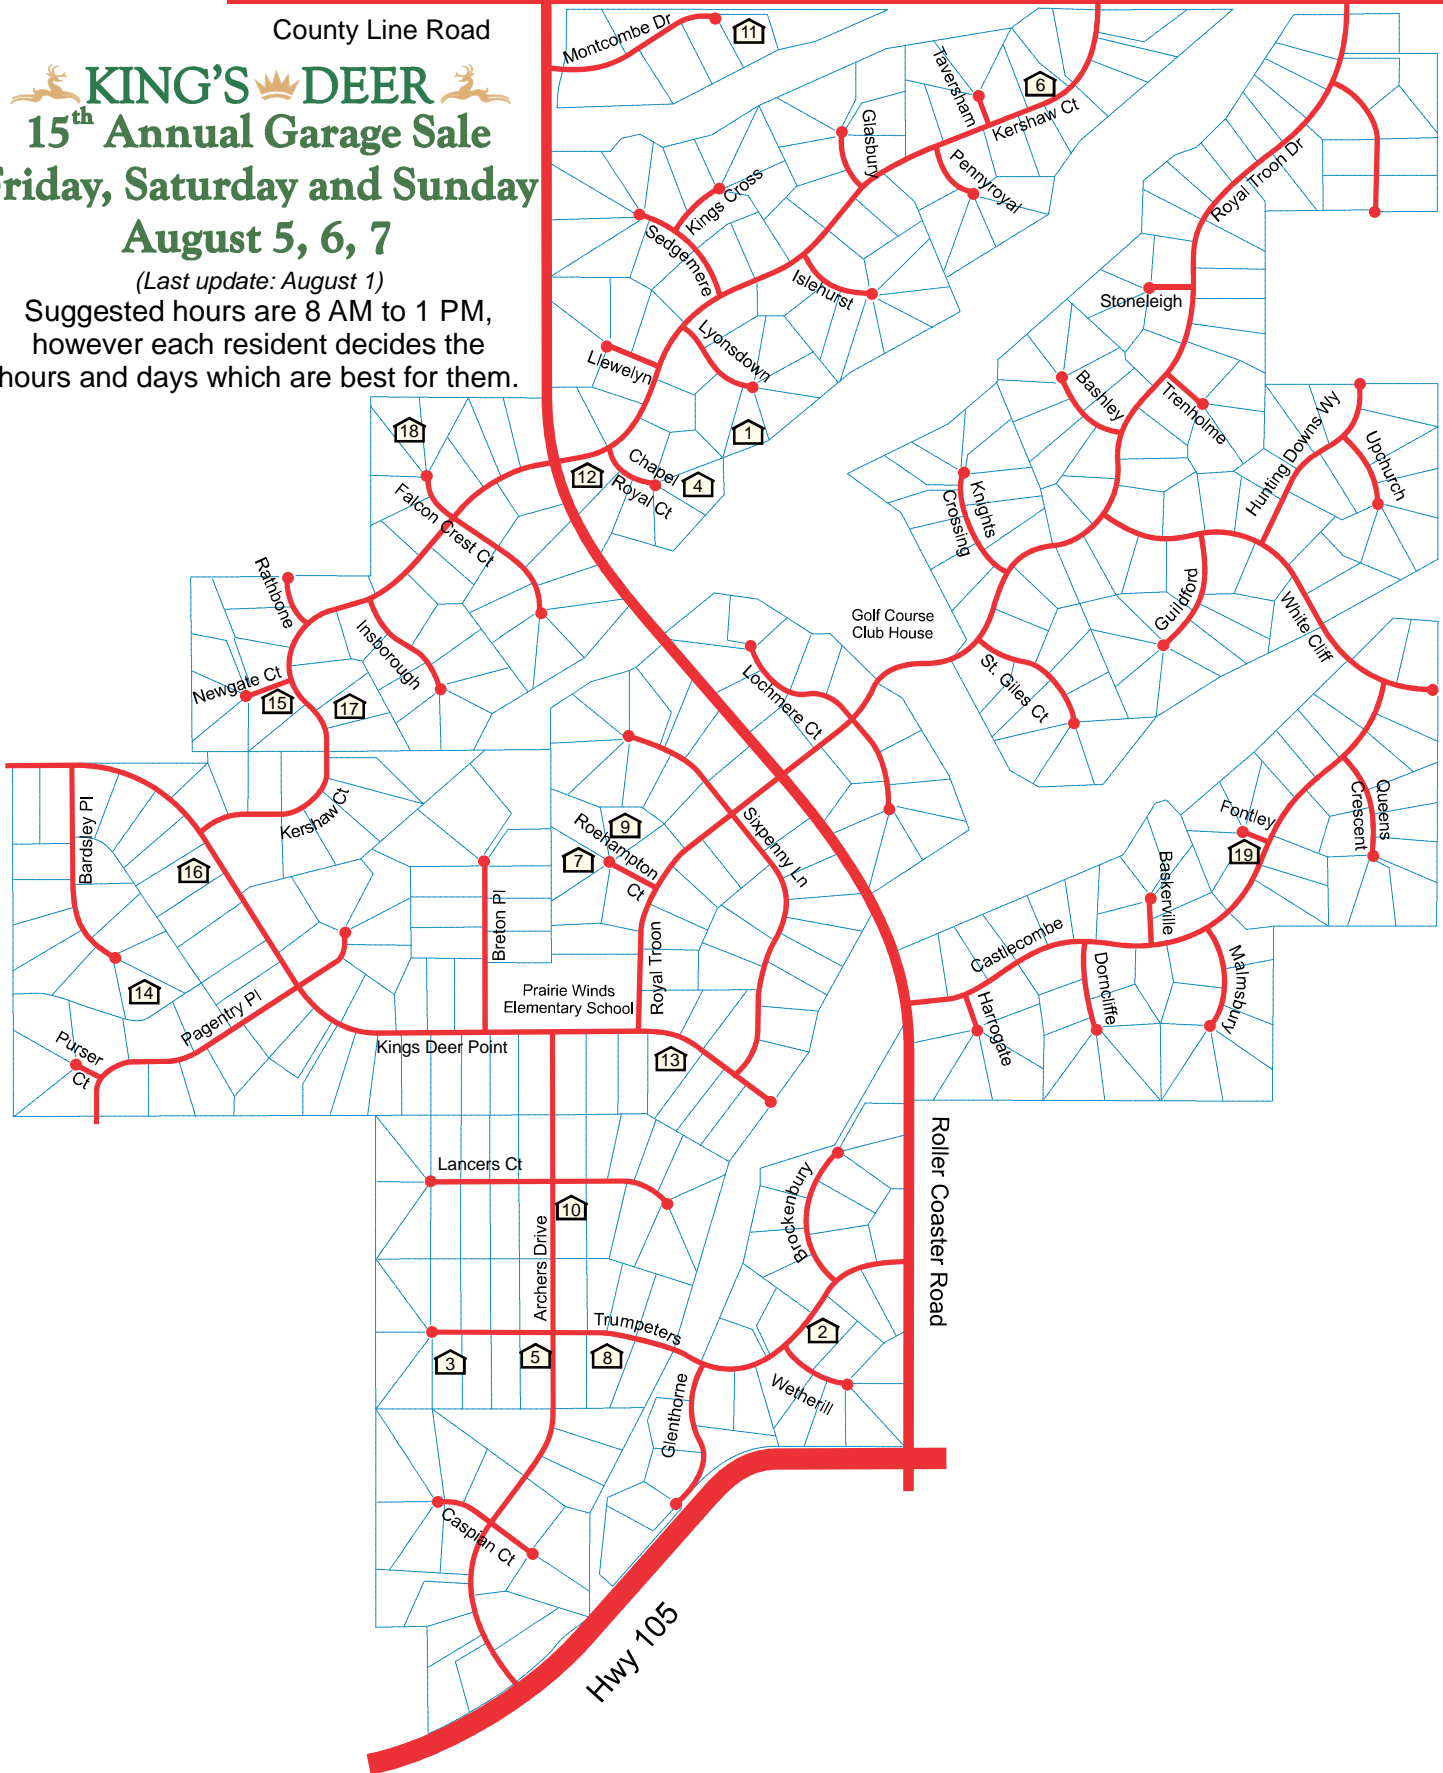 County Line Road
KING'S DEER
15th Annual Garage Sale
riday, Saturday and Sunday
August 5, 6, 7
(Last update: August 1)
Suggested hours are 8 AM to 1 PM,
however each resident decides the
hours and days which are best for them.
Montcombe Dr
11
Taversham
6
Kershaw Ct
Glasbury
Pennyroyal
Kings Cross
Sedgemere
Islehurst
Royal Troon Dr
Stoneleigh
Lyonsdown
Llewelyn
Bashley
Trenholme
Hunting Downs Wy
Upchurch
18
1
12
Chapel
Royal Ct
4
Falcon Crest Ct
Knights
Crossing
Rathbone
Insborough
Guildford
White Cliff
Golf Course
Club House
Newgate Ct
15
17
Lochmere Ct
St. Giles Ct
Kershaw Ct
Bardsley Pl
16
9
7
Roehampton
Ct
Sixpenny Ln
Fontley
19
Queens
Crescent
Baskerville
Breton Pl
Royal Troon
Castlecombe
Dorncliffe
Malmsbury
Harrogate
14
Pagentry Pl
Prairie Winds
Elementary School
Purser
Ct
Kings Deer Point
13
Lancers Ct
10
Archers Drive
Brockenbury
Roller Coaster Road
Trumpeters
3
5
8
2
Wetherill
Glenthorne
Caspian Ct
Hwy 105